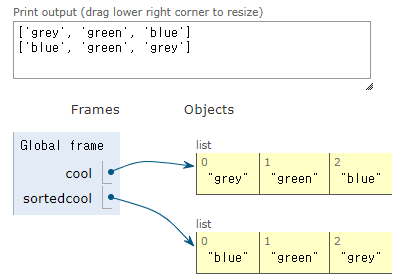 Print output (drag lower right corner to resize)
['grey', 'green', 'blue']
['blue', 'green', 'grey']
Frames Objects
Global frame
cool
sortedcool
list
0 1 2
"grey" "green" "blue"
list
0 1 2
"blue" "green" "grey"